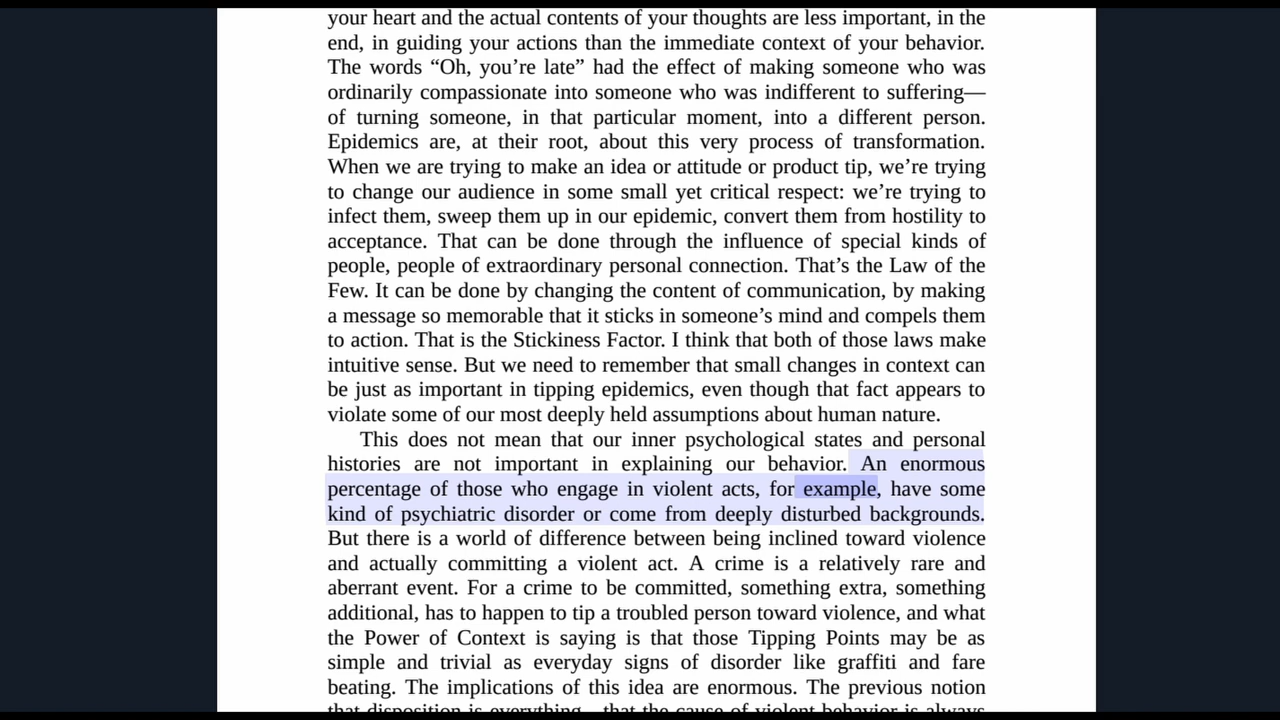 your heart and the actual contents of your thoughts are less important, in the
end, in guiding your actions than the immediate context of your behavior.
The words “Oh, you’re late” had the effect of making someone who was
ordinarily compassionate into someone who was indifferent to suffering—
of turning someone, in that particular moment, into a different person.
Epidemics are, at their root, about this very process of transformation.
When we are trying to make an idea or attitude or product tip, we’re trying
to change our audience in some small yet critical respect: we’re trying to
infect them, sweep them up in our epidemic, convert them from hostility to
acceptance. That can be done through the influence of special kinds of
people, people of extraordinary personal connection. That’s the Law of the
Few. It can be done by changing the content of communication, by making
a message so memorable that it sticks in someone’s mind and compels them
to action. That is the Stickiness Factor. I think that both of those laws make
intuitive sense. But we need to remember that small changes in context can
be just as important in tipping epidemics, even though that fact appears to
violate some of our most deeply held assumptions about human nature.
This does not mean that our inner psychological states and personal
histories are not important in explaining our behavior. An enormous
percentage of those who engage in violent acts, for example, have some
kind of psychiatric disorder or come from deeply disturbed backgrounds.
But there is a world of difference between being inclined toward violence
and actually committing a violent act. A crime is a relatively rare and
aberrant event. For a crime to be committed, something extra, something
additional, has to happen to tip a troubled person toward violence, and what
the Power of Context is saying is that those Tipping Points may be as
simple and trivial as everyday signs of disorder like graffiti and fare
beating. The implications of this idea are enormous. The previous notion
that disposition is everything—that the cause of violent behavior is always